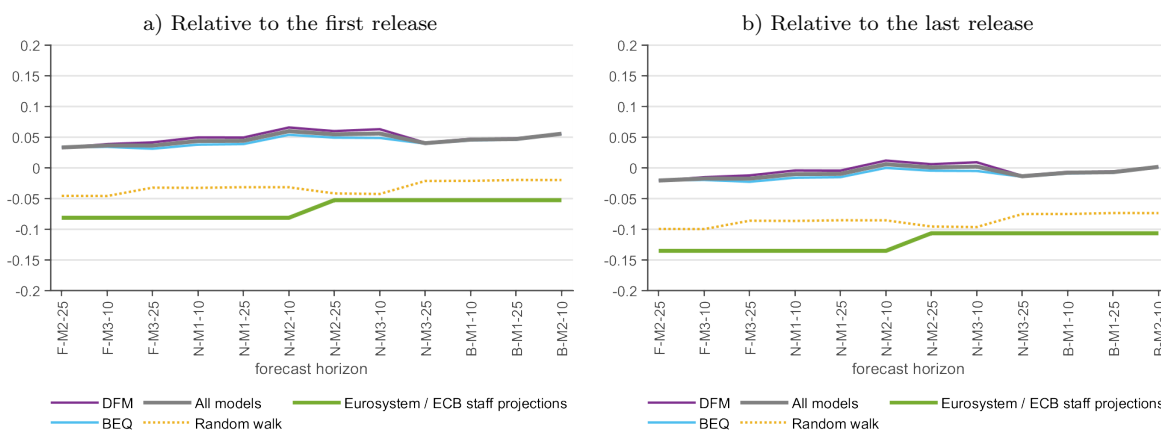 a) Relative to the first release
0.2
0.15
0.1
0.05
0
-0.05
-0.1
-0.15
-0.2
F-M2-25
F-M3-10
F-M3-25
N-M1-10
N-M1-25
N-M2-10
N-M2-25
N-M3-10
N-M3-25
B-M1-10
B-M1-25
B-M2-10
forecast horizon
DFM All models Eurosystem / ECB staff projections
BEQ Random walk
b) Relative to the last release
0.2
0.15
0.1
0.05
0
-0.05
-0.1
-0.15
-0.2
F-M2-25
F-M3-10
F-M3-25
N-M1-10
N-M1-25
N-M2-10
N-M2-25
N-M3-10
N-M3-25
B-M1-10
B-M1-25
B-M2-10
forecast horizon
DFM All models Eurosystem / ECB staff projections
BEQ Random walk